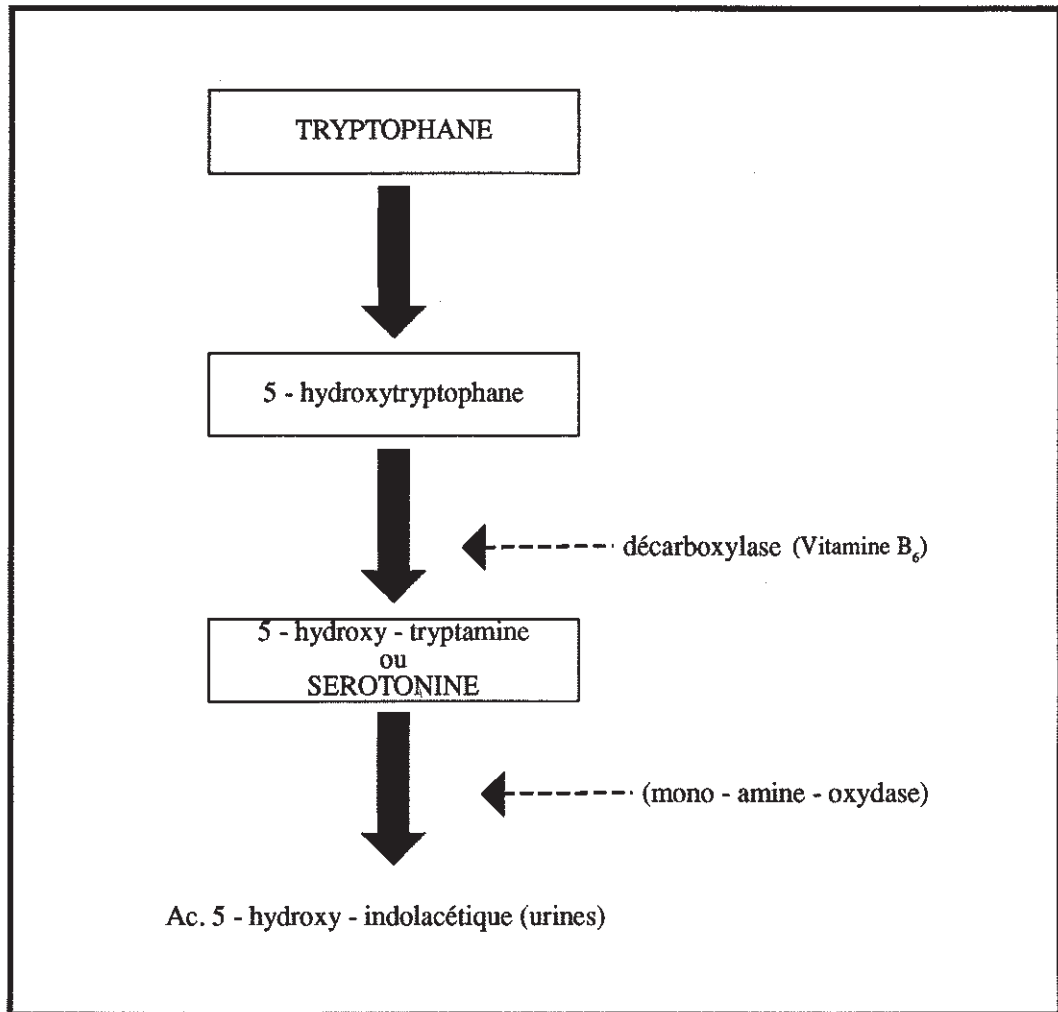 TRYPTOPHANE
5 - hydroxytryptophane
décarboxylase (Vitamine B₆)
5 - hydroxy - tryptamine
ou
SEROTONINE
(mono - amine - oxydase)
Ac. 5 - hydroxy - indolacétique (urines)